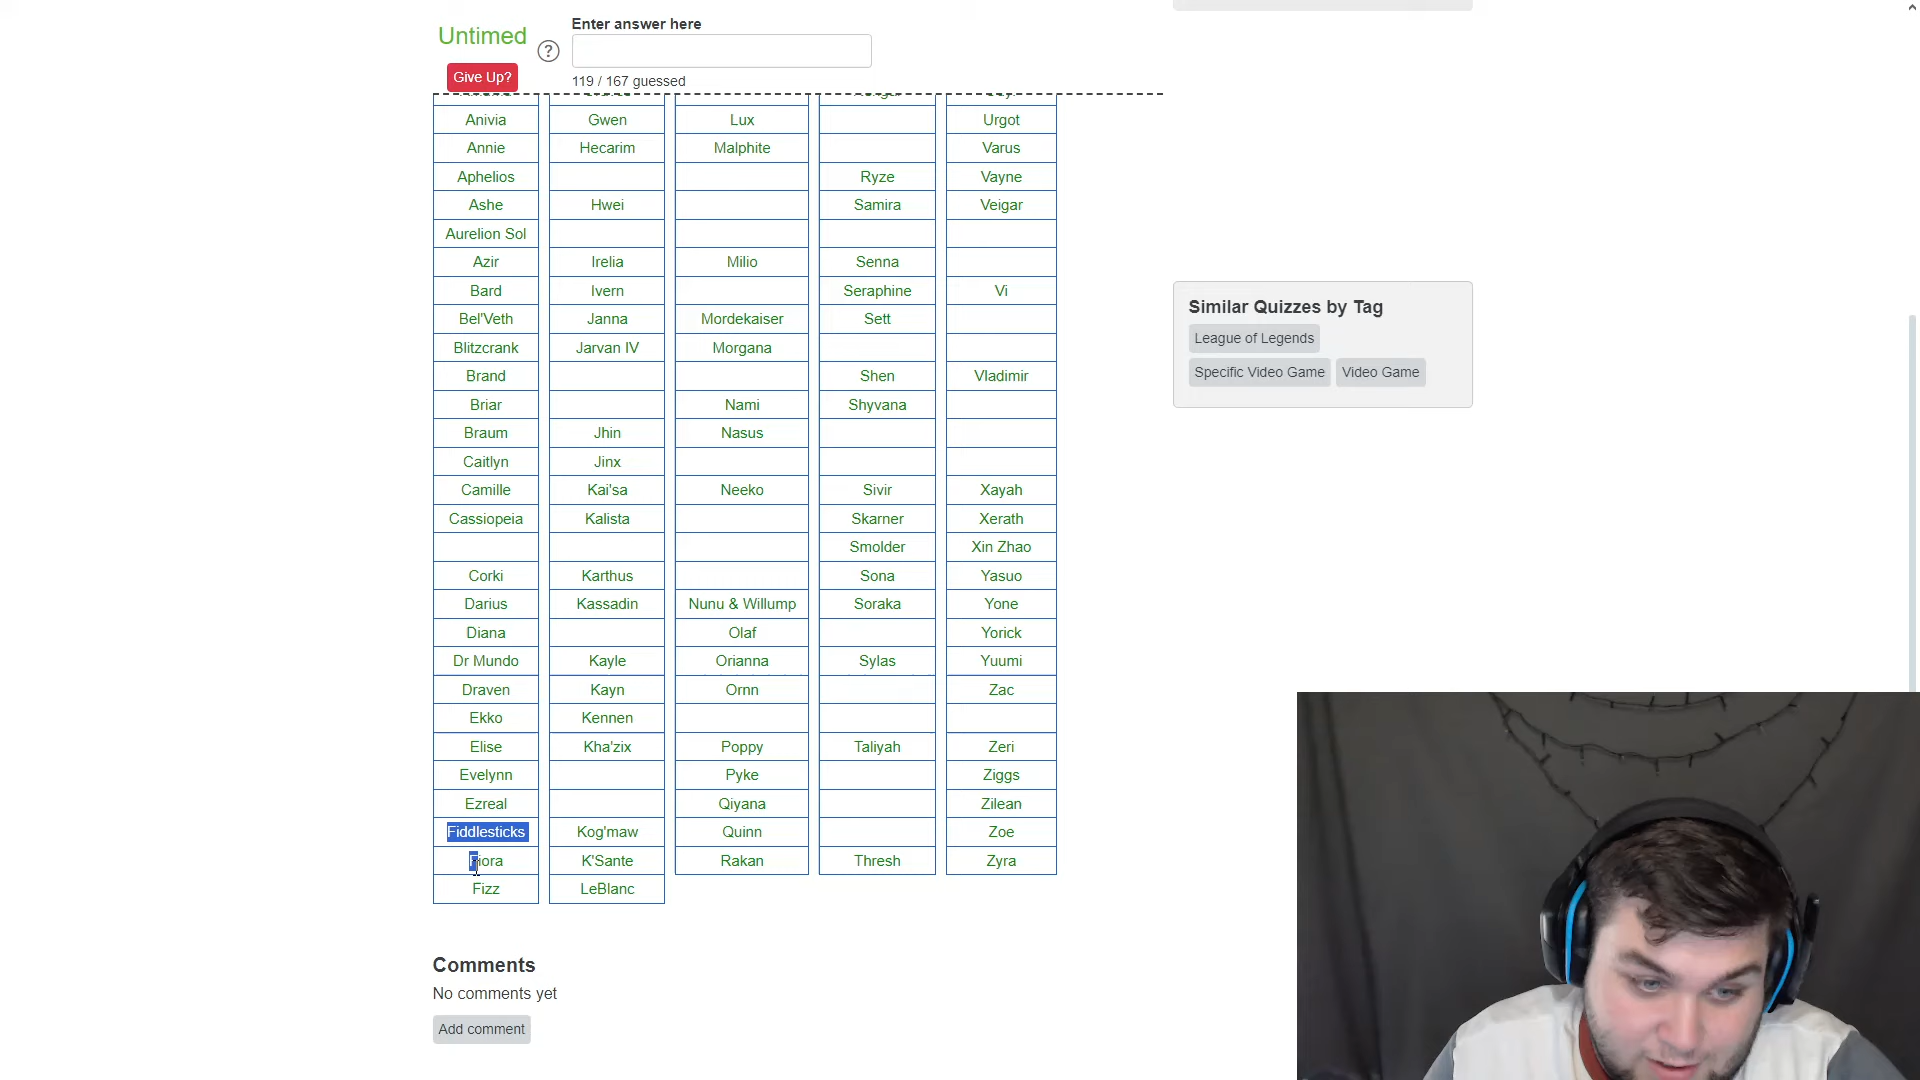 Untimed
?
Enter answer here
Give Up?
119 / 167 guessed
Anivia Gwen Lux Urgot
Annie Hecarim Malphite Varus
Aphelios Ryze Vayne
Ashe Hwei Samira Veigar
Aurelion Sol
Azir Irelia Milio Senna
Bard Ivern Seraphine Vi
Bel'Veth Janna Mordekaiser Sett
Blitzcrank Jarvan IV Morgana
Brand Shen Vladimir
Briar Nami Shyvana
Braum Jhin Nasus
Caitlyn Jinx
Camille Kai'sa Neeko Sivir Xayah
Cassiopeia Kalista Skarner Xerath
Smolder Xin Zhao
Corki Karthus Sona Yasuo
Darius Kassadin Nunu & Willump Soraka Yone
Diana Olaf Yorick
Dr Mundo Kayle Orianna Sylas Yuumi
Draven Kayn Ornn Zac
Ekko Kennen
Elise Kha'zix Poppy Taliyah Zeri
Evelynn Pyke Ziggs
Ezreal Qiyana Zilean
Fiddlesticks Kog'maw Quinn Zoe
Fiora K'Sante Rakan Thresh Zyra
Fizz LeBlanc
Similar Quizzes by Tag
League of Legends
Specific Video Game Video Game
Comments
No comments yet
Add comment